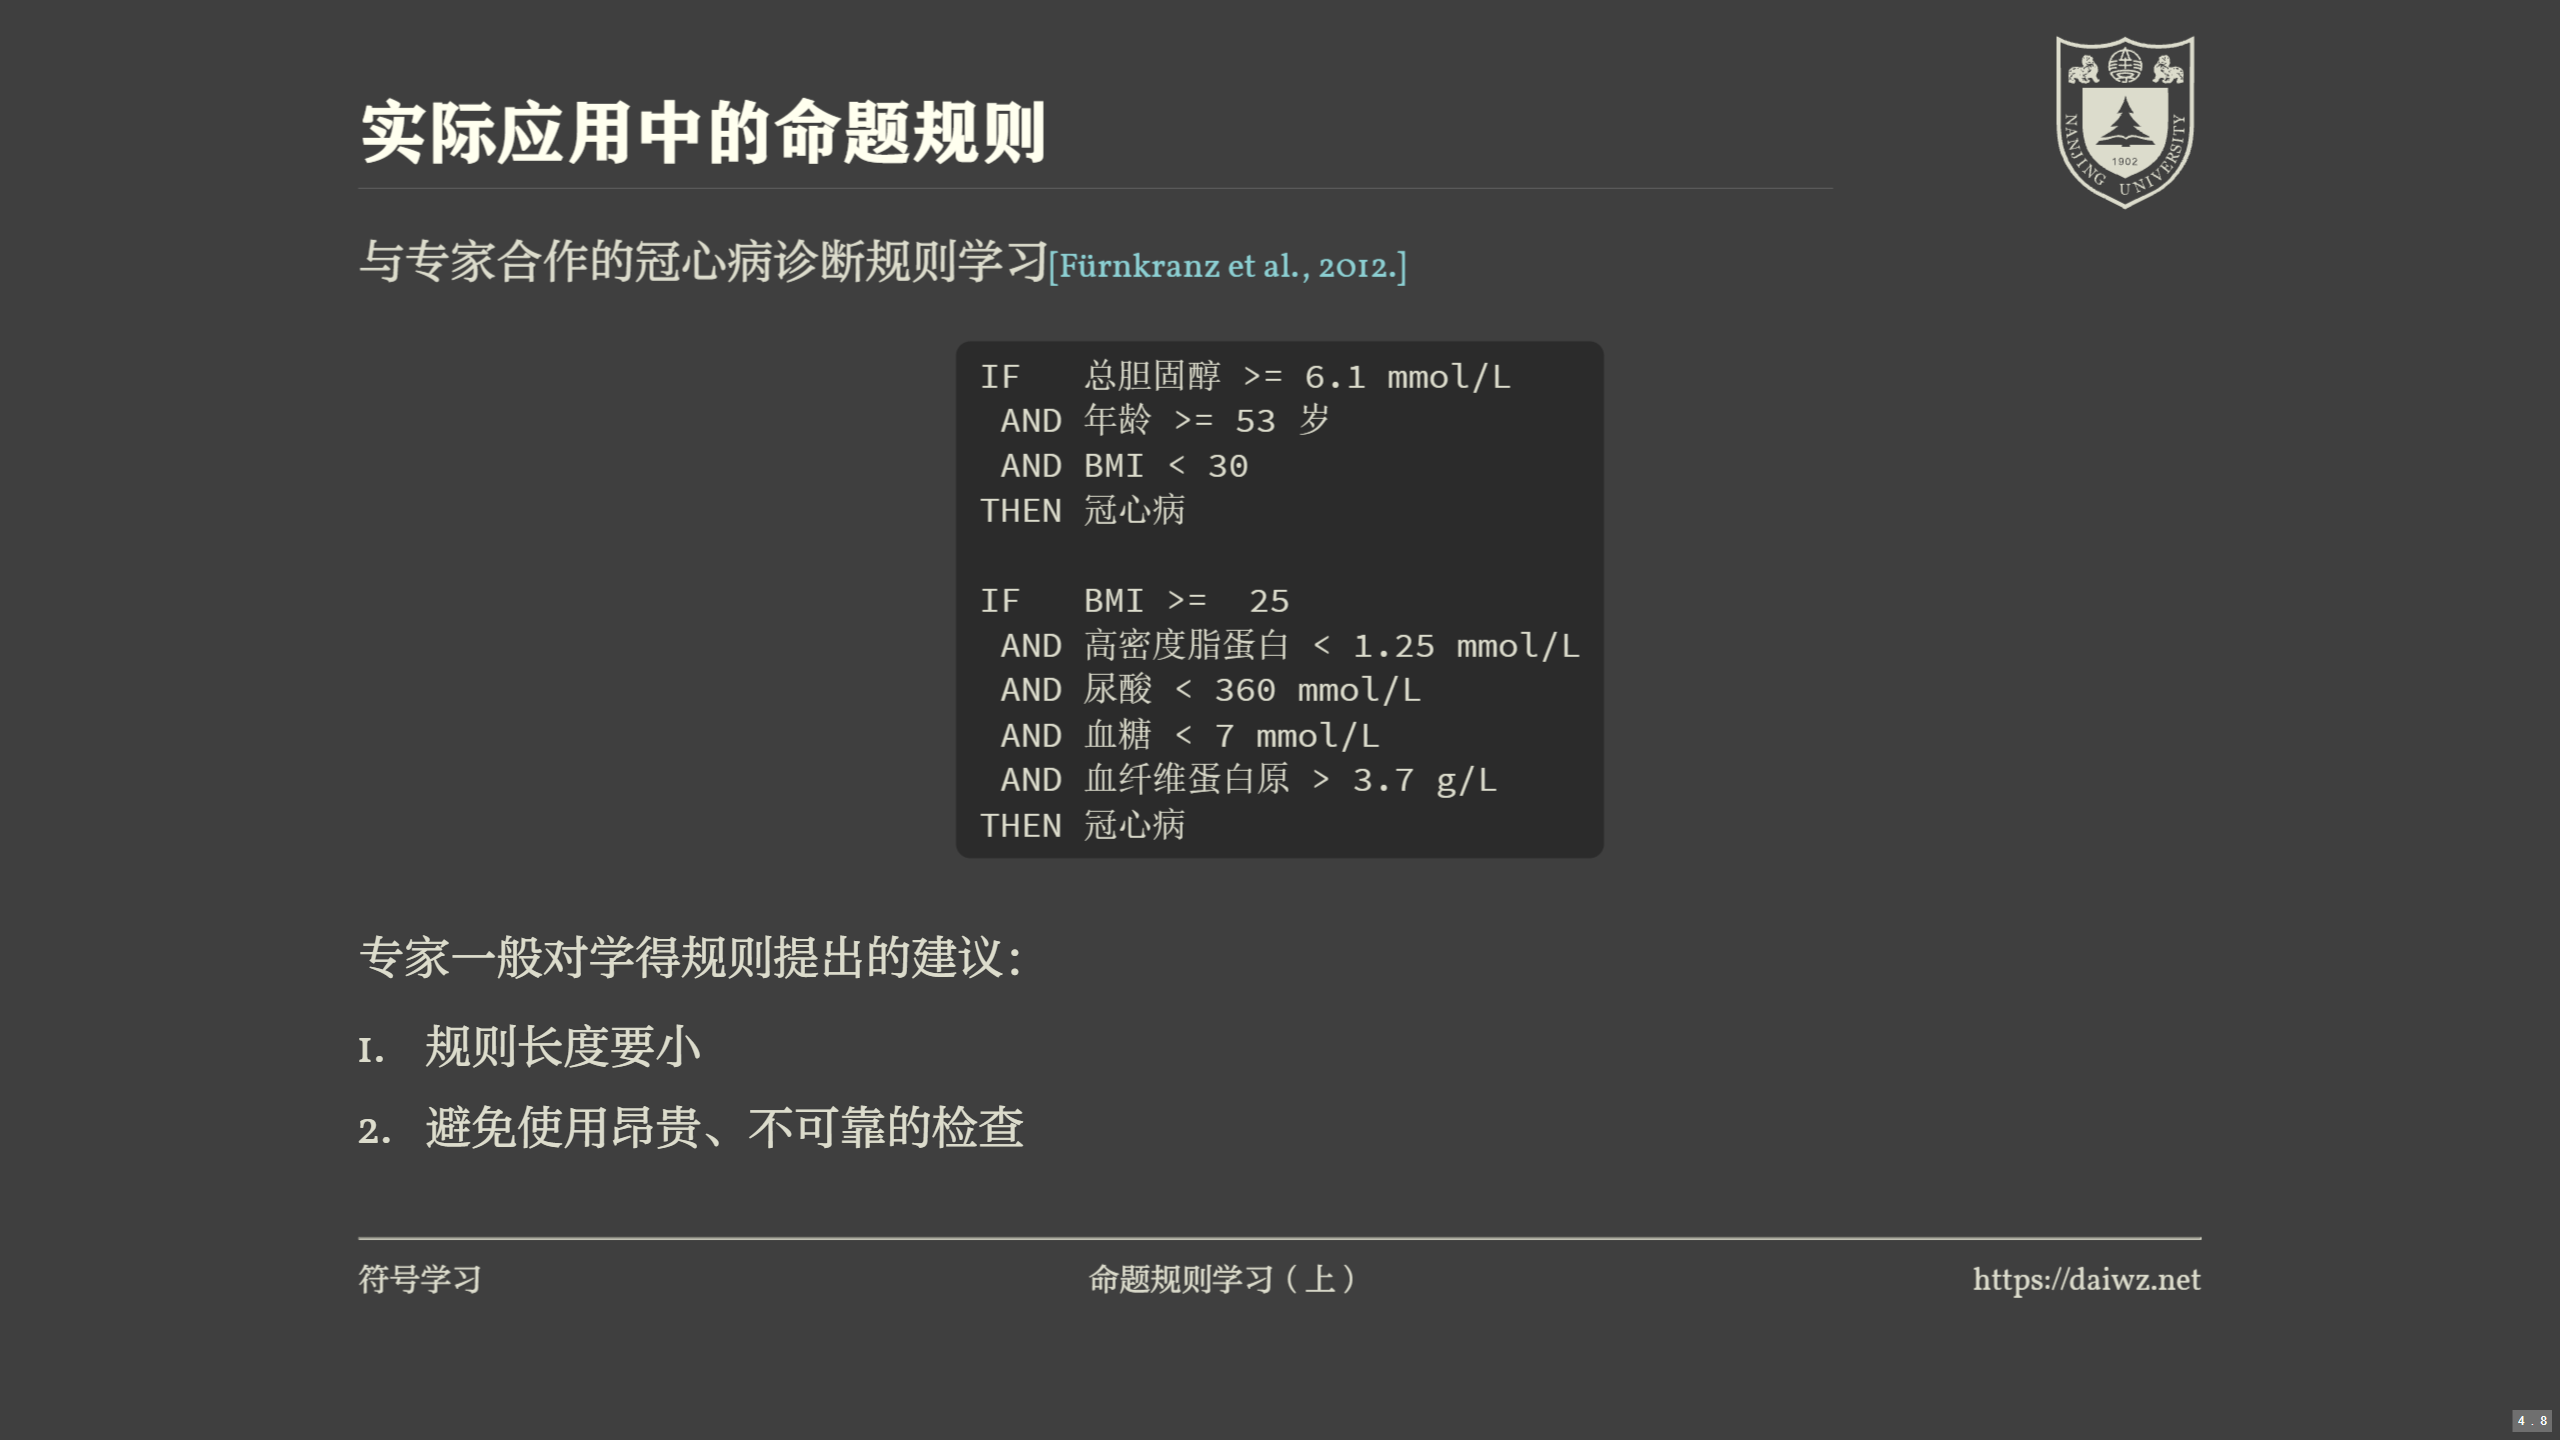 实际应用中的命题规则
NANJING UNIVERSITY
1902
与专家合作的冠心病诊断规则学习[Fürnkranz et al., 2012.]
IF   总胆固醇 >= 6.1 mmol/L
 AND 年龄 >= 53 岁
 AND BMI < 30
THEN 冠心病
IF   BMI >=  25
 AND 高密度脂蛋白 < 1.25 mmol/L
 AND 尿酸 < 360 mmol/L
 AND 血糖 < 7 mmol/L
 AND 血纤维蛋白原 > 3.7 g/L
THEN 冠心病
专家一般对学得规则提出的建议：
1. 规则长度要小
2. 避免使用昂贵、不可靠的检查
符号学习
命题规则学习（上）
https://daiwz.net
4.8